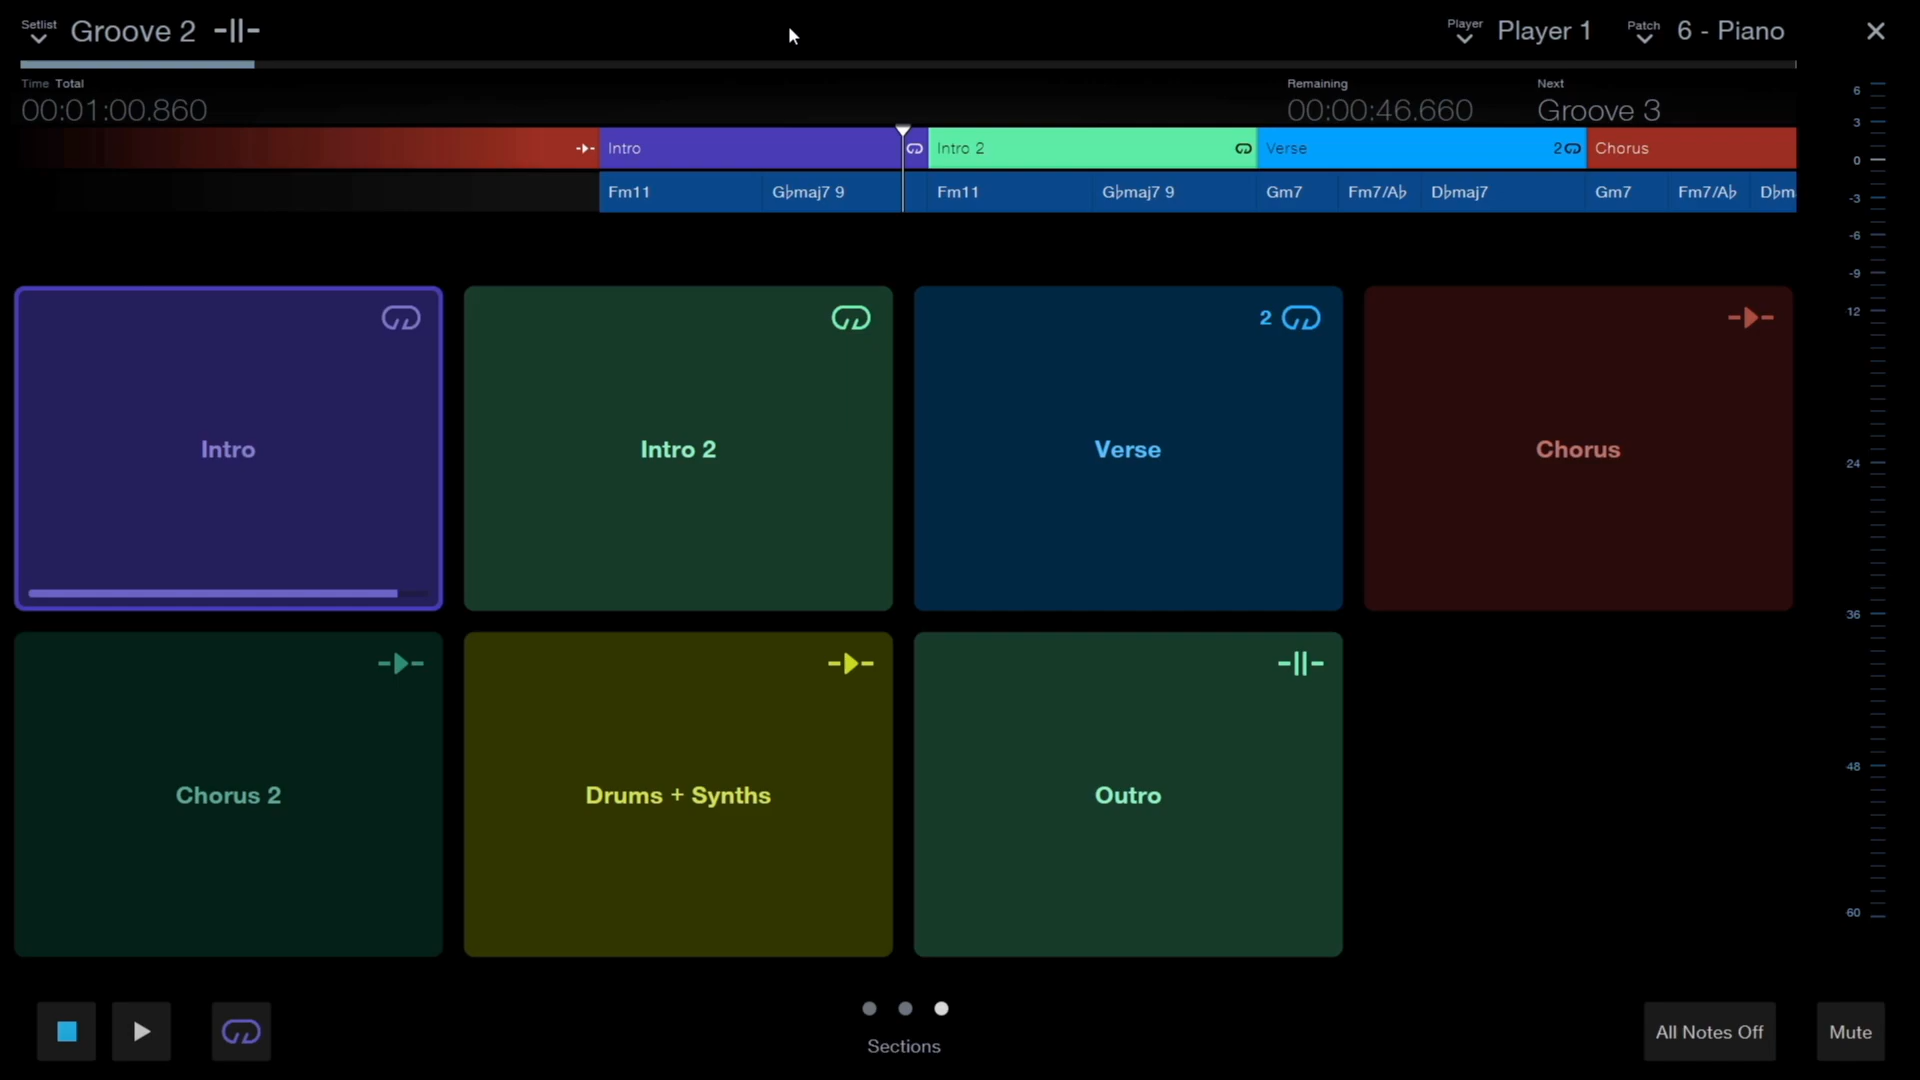 Setlist
Groove 2
Player
Player 1
Patch
6 - Piano
Time Total
00:01:00.860
Remaining
00:00:46.660
Next
Groove 3
Intro
Intro 2
Verse
2
Chorus
Fm11
G♭maj7 9
Fm11
G♭maj7 9
Gm7
Fm7/A♭
D♭maj7
Gm7
Fm7/A♭
D♭m
6
3
0
-3
-6
-9
12
24
36
48
60
Intro
Intro 2
2
Verse
Chorus
Chorus 2
Drums + Synths
Outro
Sections
All Notes Off
Mute